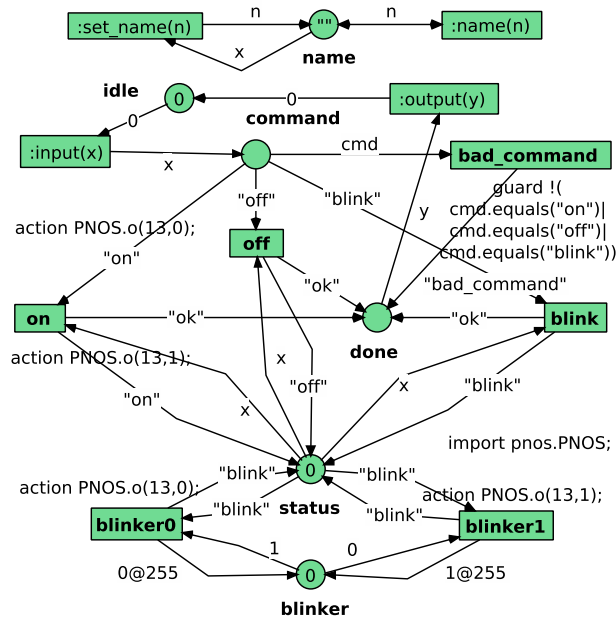 n
:set_name(n)
""
n
:name(n)
x
name
idle
0
0
:output(y)
0
command
:input(x)
x
cmd
bad_command
"off"
"blink"
guard !(
cmd.equals("on")|
cmd.equals("off")|
cmd.equals("blink"))
y
action PNOS.o(13,0);
off
"on"
"ok"
"bad_command"
on
"ok"
"ok"
blink
done
action PNOS.o(13,1);
x
"off"
x
"blink"
"on"
x
import pnos.PNOS;
"blink"
0
"blink"
action PNOS.o(13,0);
status
action PNOS.o(13,1);
"blink"
"blink"
blinker0
blinker1
1
0
0@255
0
1@255
blinker